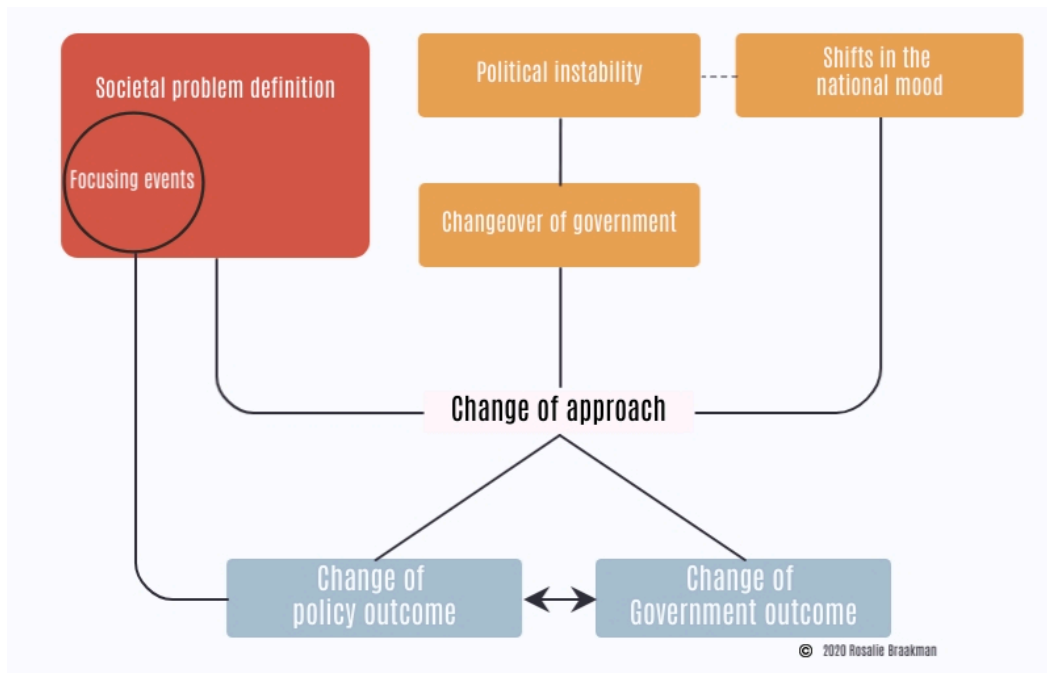 Societal problem definition
Focusing events
Political instability
Shifts in the
national mood
Changeover of government
Change of approach
Change of
policy outcome
Change of
Government outcome
© 2020 Rosalie Braakman